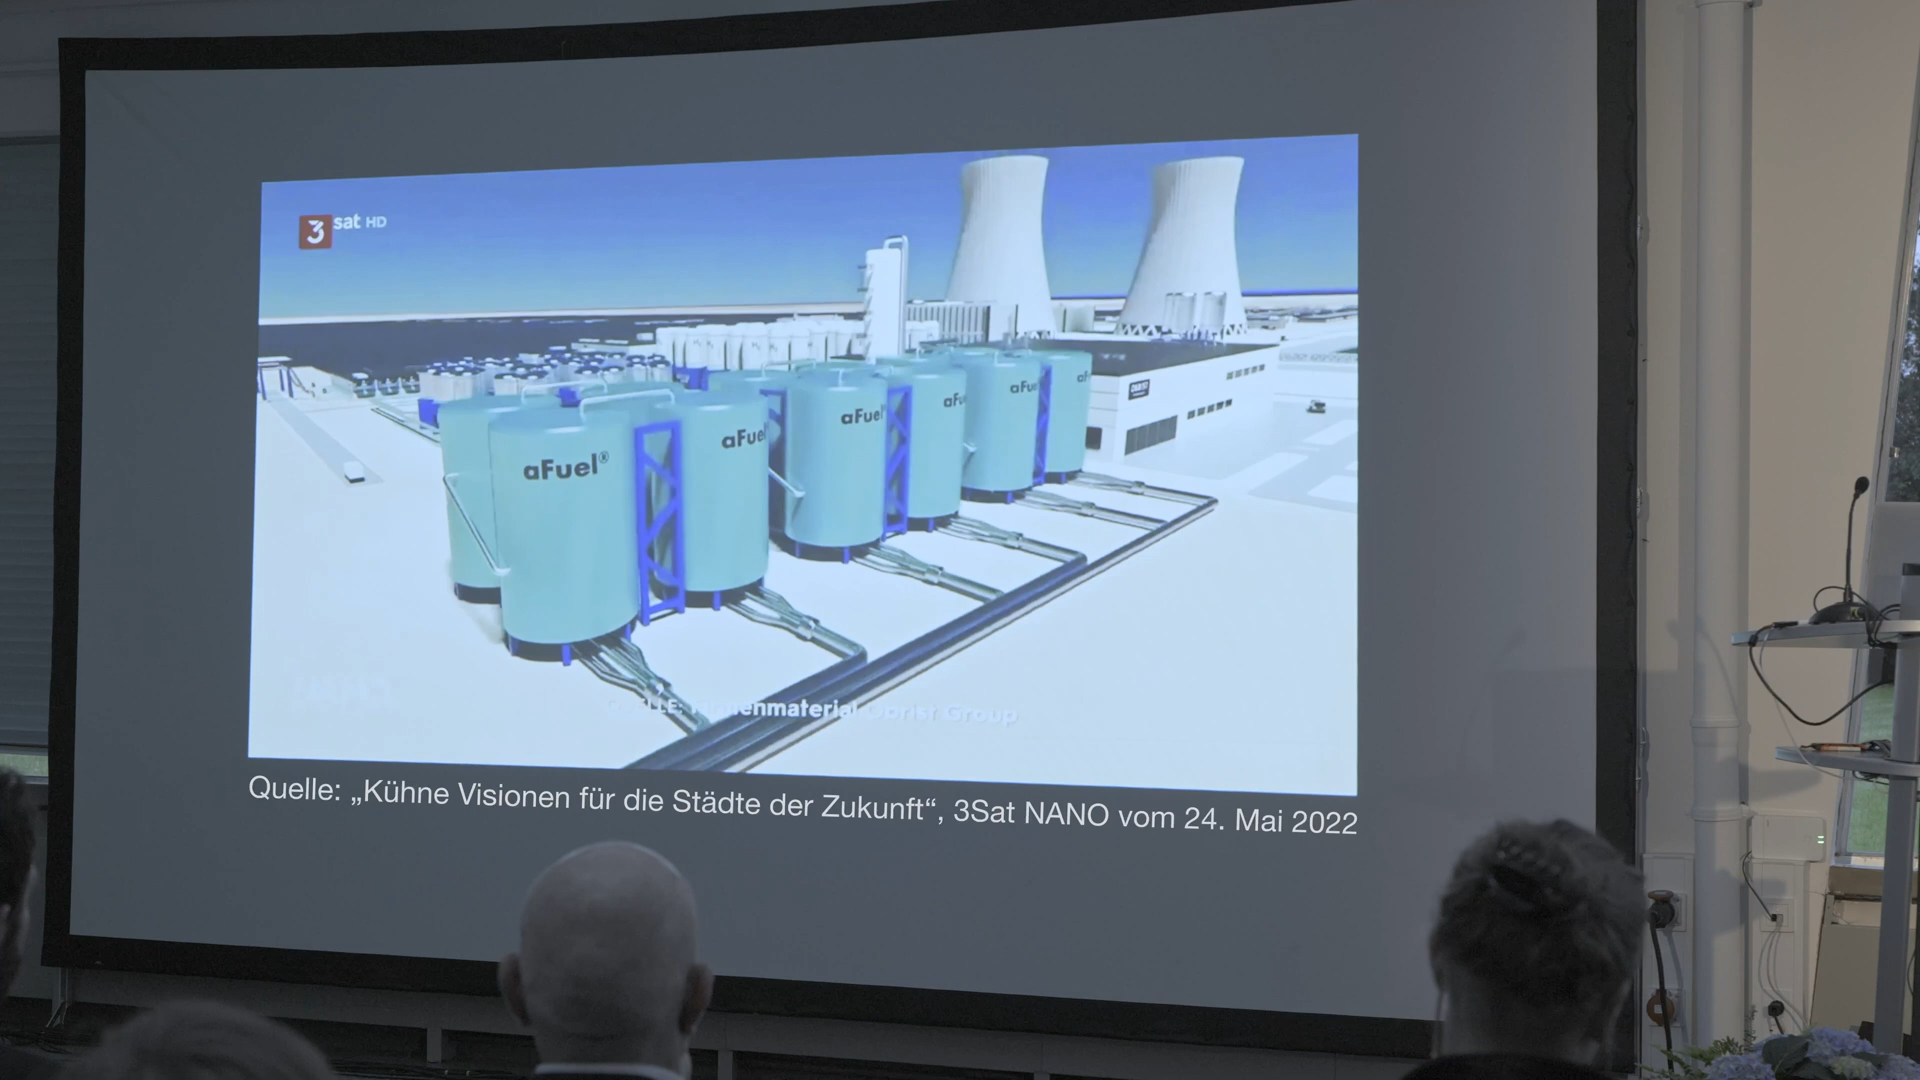 3sat HD
aFuel®
aFuel
aFuel
aFu
aFu
aF
Quelle: „Kühne Visionen für die Städte der Zukunft“, 3Sat NANO vom 24. Mai 2022